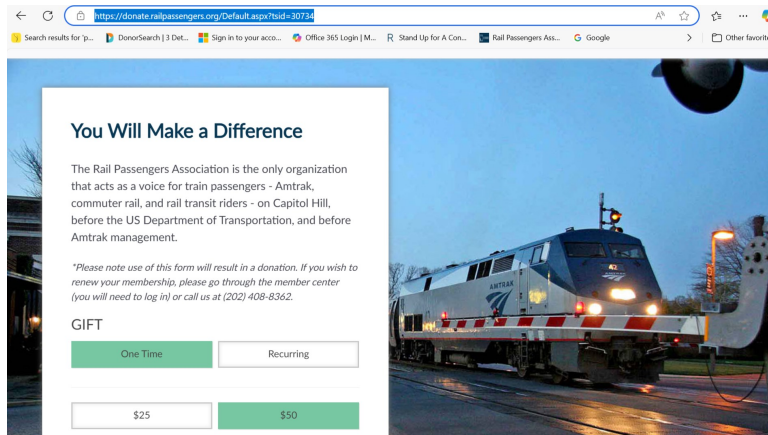 https://donate.railpassengers.org/Default.aspx?tsid=30734
Search results for 'p...
DonorSearch | 3 Det...
Sign in to your acco...
Office 365 Login | M...
Stand Up for A Con...
Rail Passengers Ass...
Google
Other favorite
You Will Make a Difference
The Rail Passengers Association is the only organization
that acts as a voice for train passengers - Amtrak,
commuter rail, and rail transit riders - on Capitol Hill,
before the US Department of Transportation, and before
Amtrak management.
*Please note use of this form will result in a donation. If you wish to
renew your membership, please go through the member center
(you will need to log in) or call us at (202) 408-8362.
GIFT
One Time
Recurring
$25
$50
AMTRAK